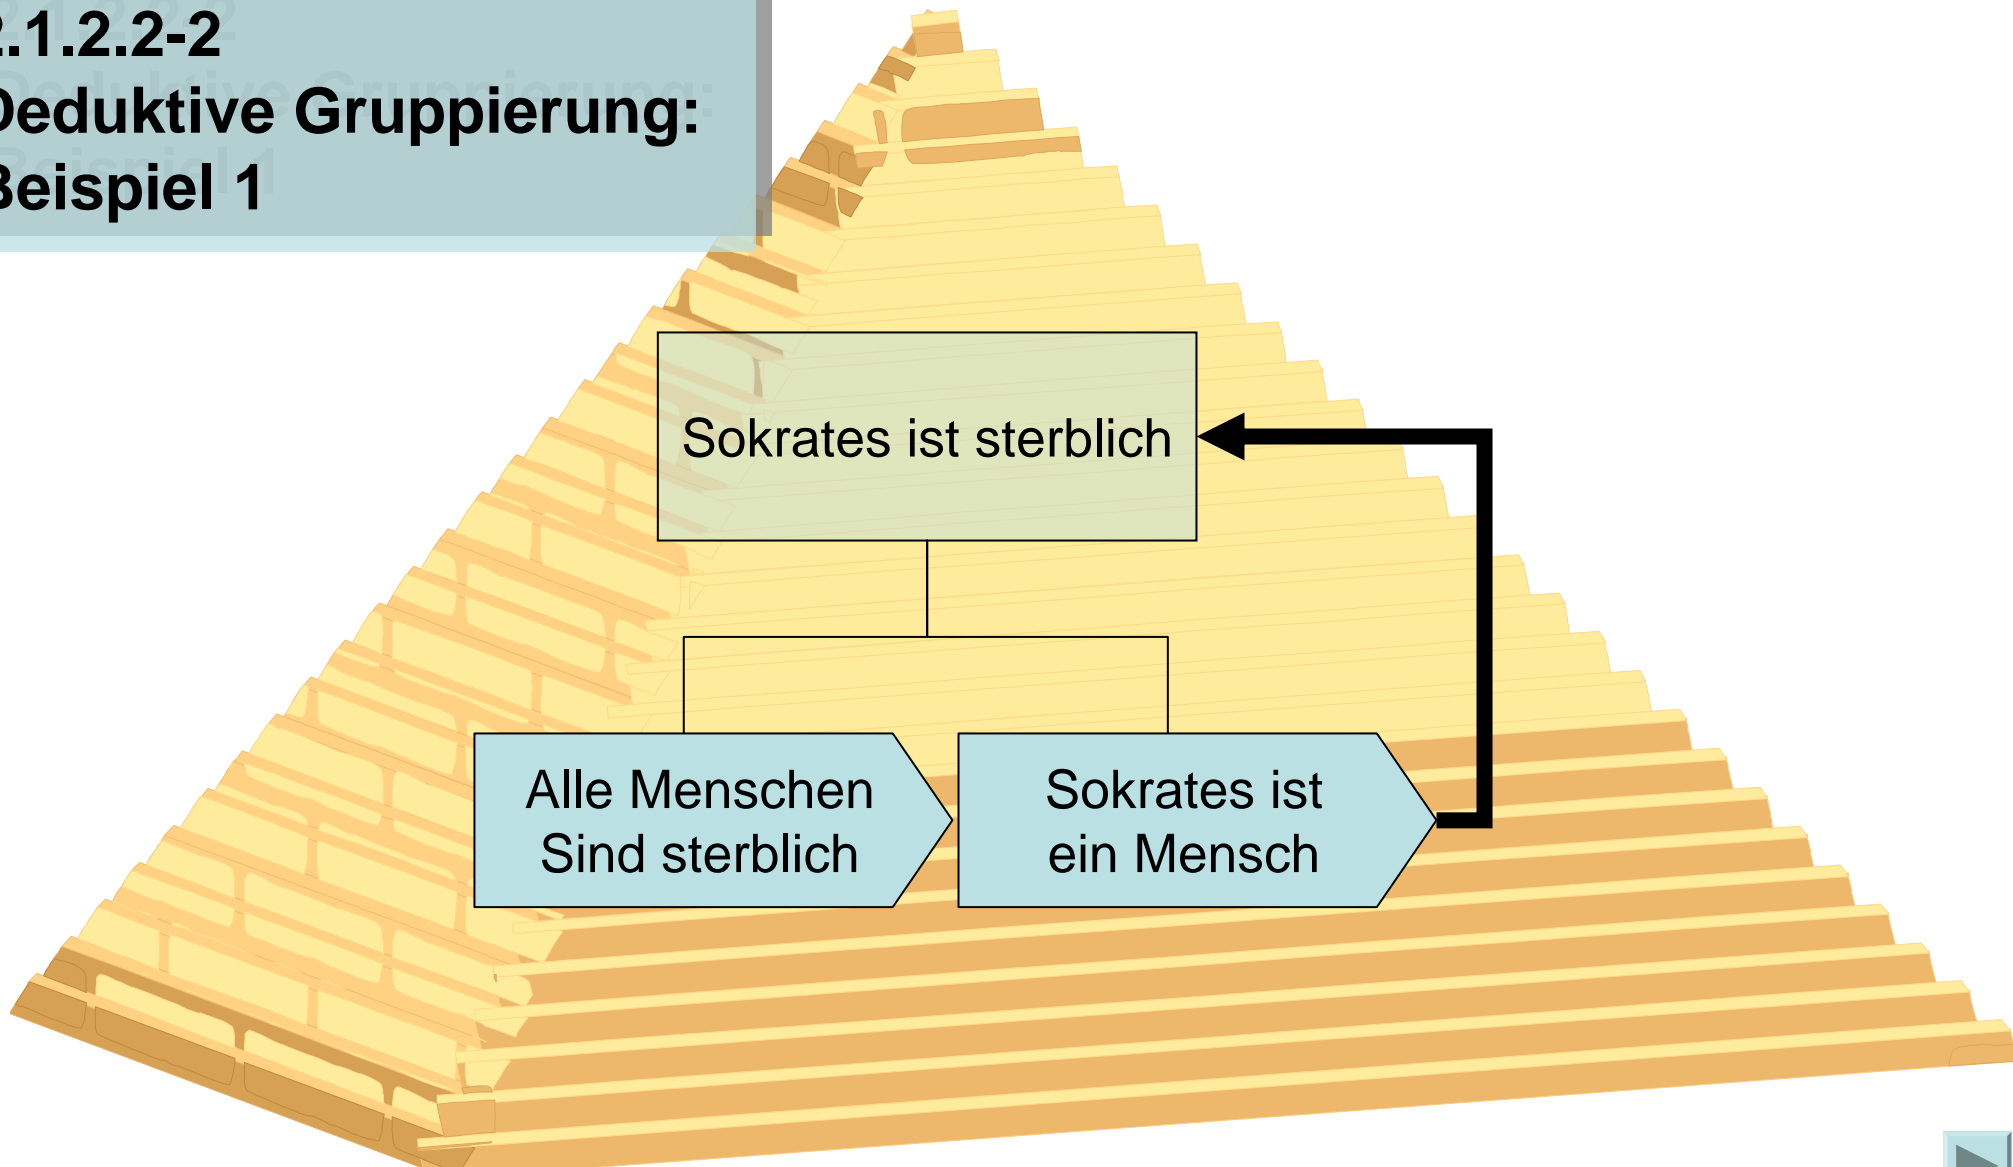 2.1.2.2-2
Deduktive Gruppierung:
Beispiel 1
Sokrates ist sterblich
Alle Menschen
Sind sterblich
Sokrates ist
ein Mensch